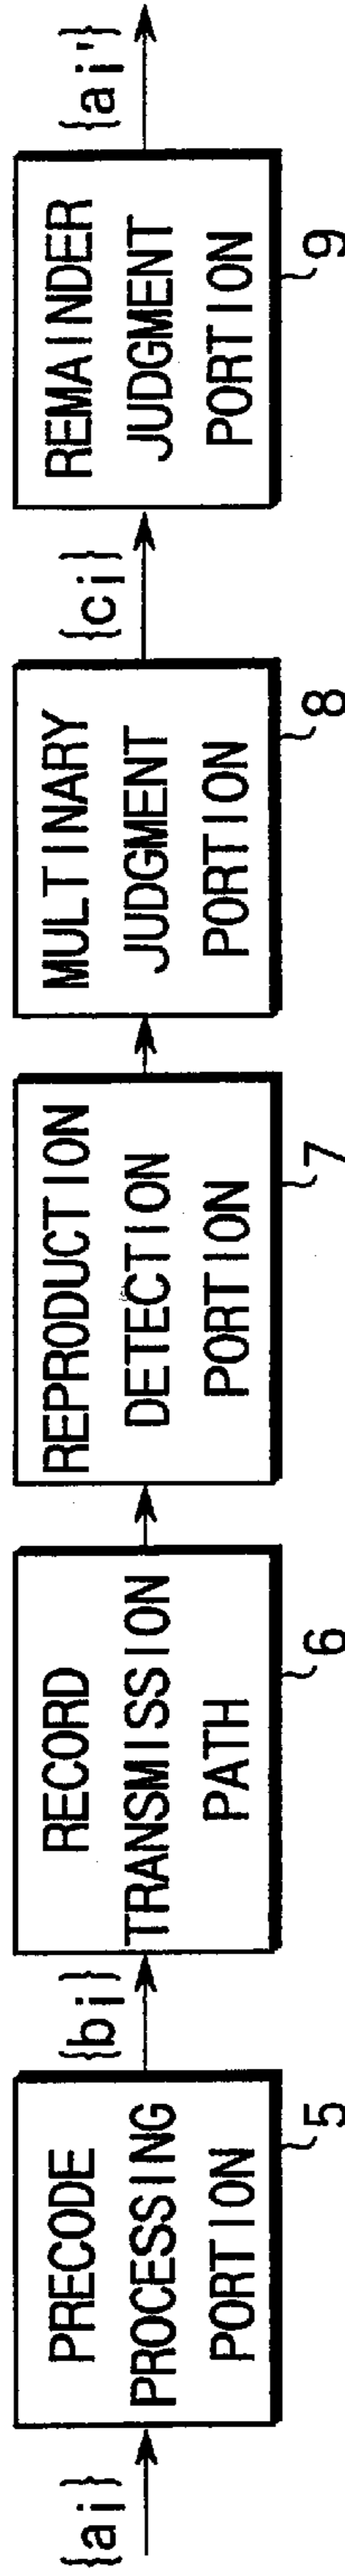 {ai}
PRECODE
PROCESSING
PORTION
5
{bi}
RECORD
TRANSMISSION
PATH
6
REPRODUCTION
DETECTION
PORTION
7
MULTINARY
JUDGMENT
PORTION
8
{ci}
REMAINDER
JUDGMENT
PORTION
9
{ai'}